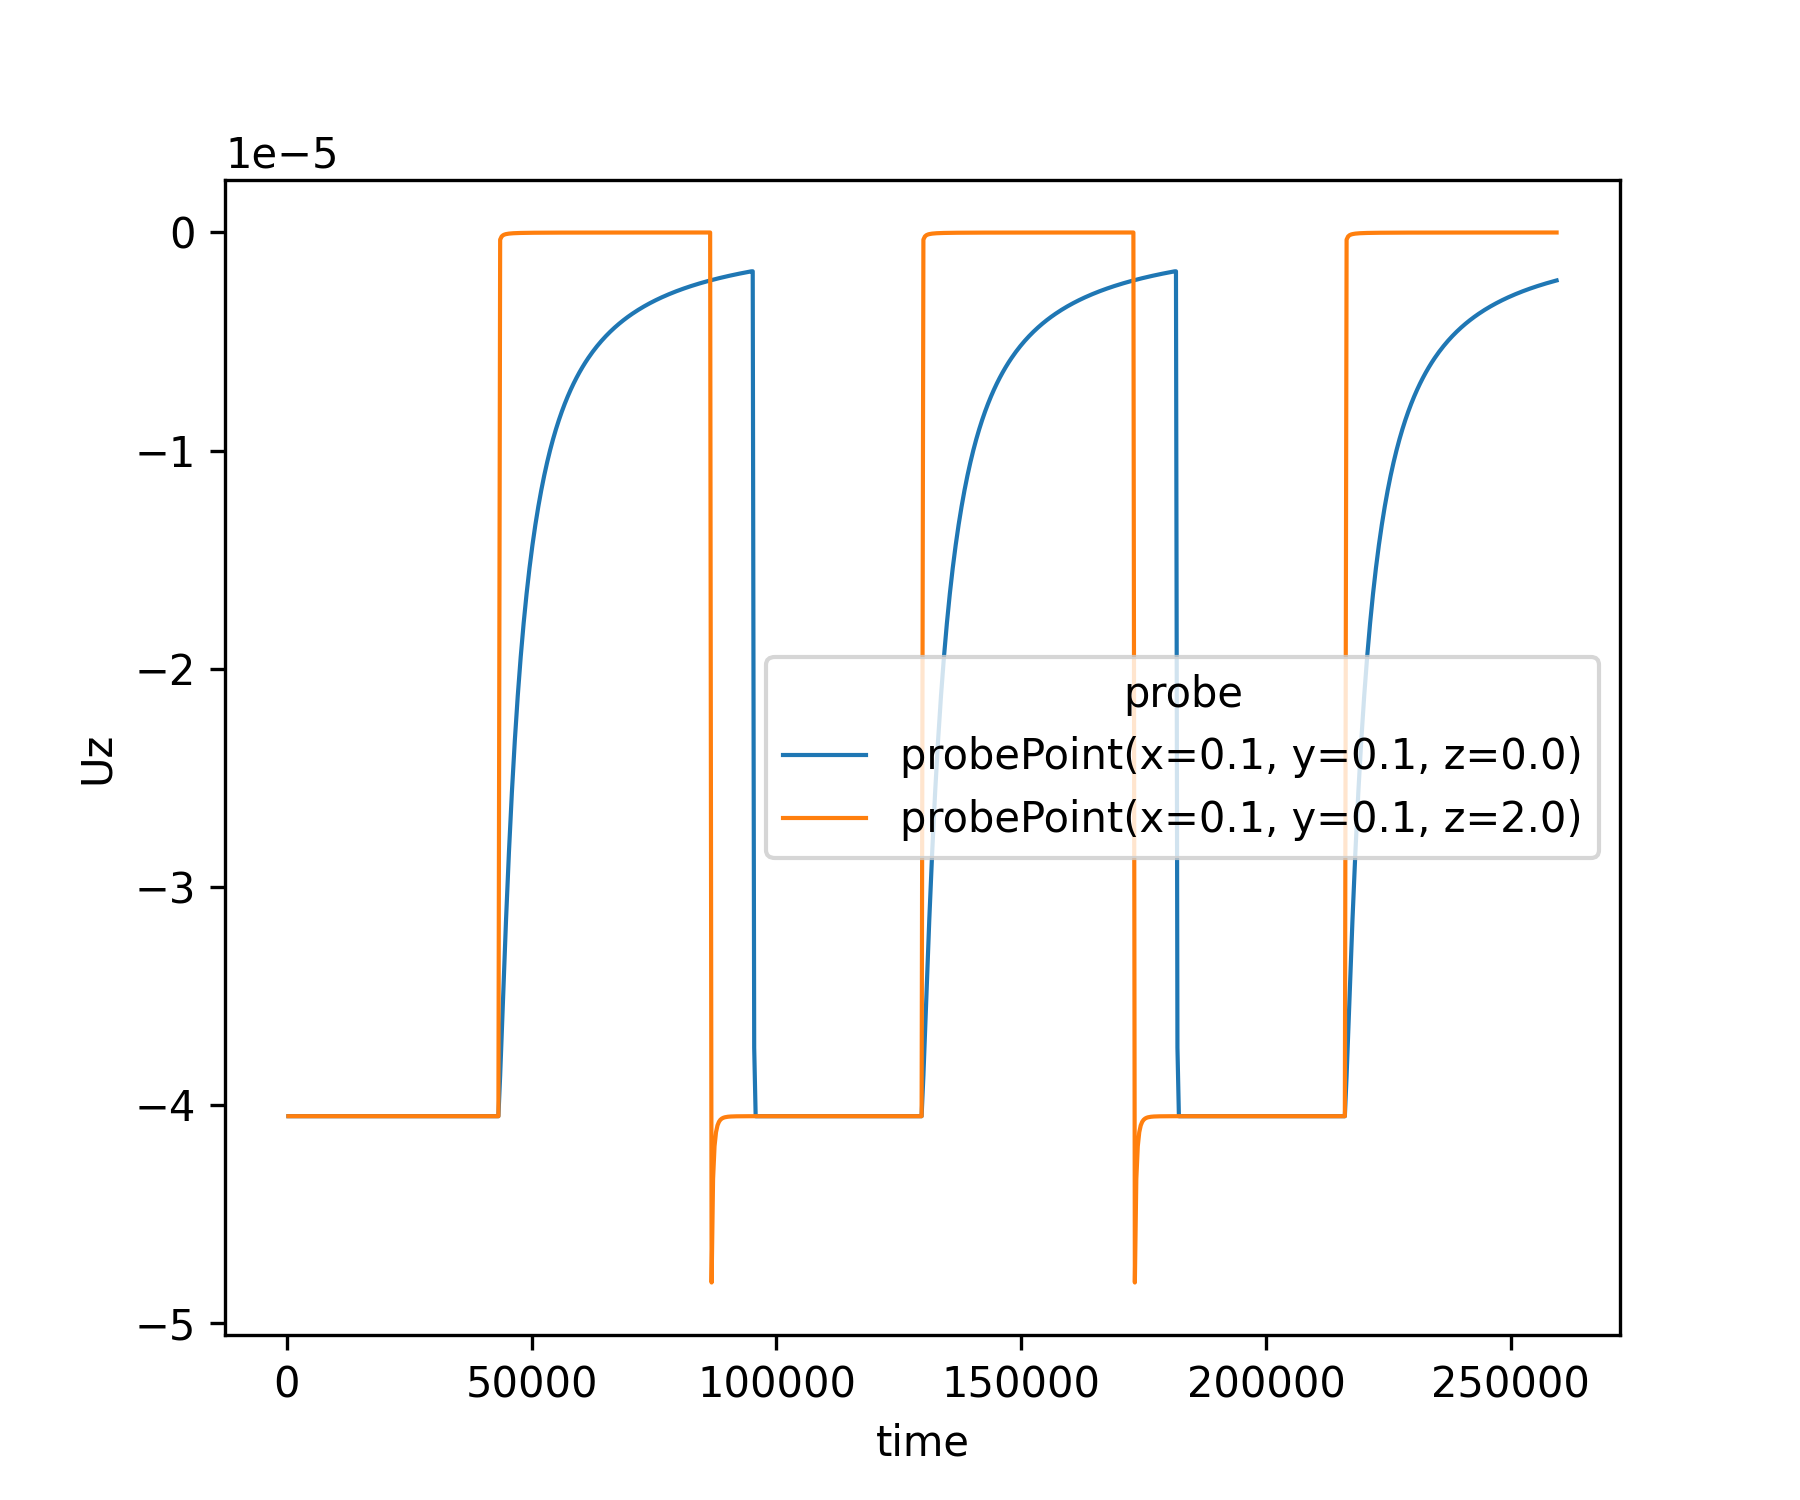 1e−5
0
−1
−2
−3
−4
−5
Uz
probe
probePoint(x=0.1, y=0.1, z=0.0)
probePoint(x=0.1, y=0.1, z=2.0)
0 50000 100000 150000 200000 250000
time